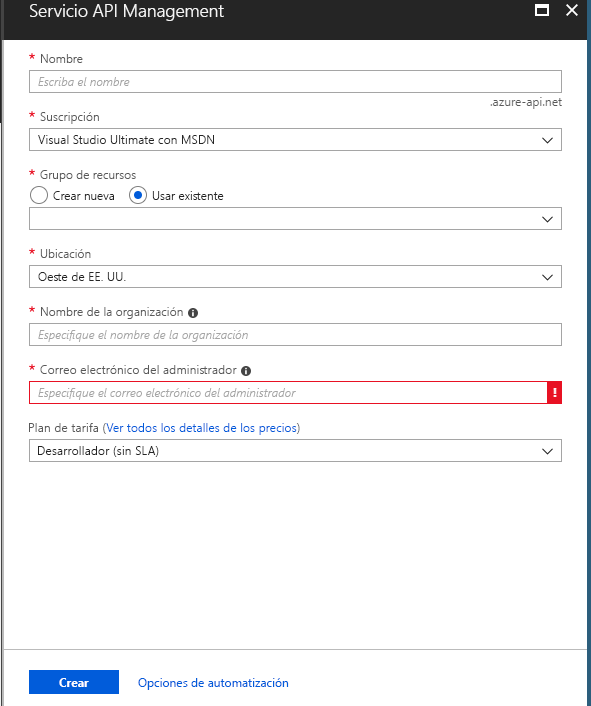 Servicio API Management
* Nombre
Escriba el nombre
.azure-api.net
* Suscripción
Visual Studio Ultimate con MSDN
* Grupo de recursos
Crear nueva Usar existente
* Ubicación
Oeste de EE. UU.
* Nombre de la organización
Especifique el nombre de la organización
* Correo electrónico del administrador
Especifique el correo electrónico del administrador
Plan de tarifa (Ver todos los detalles de los precios)
Desarrollador (sin SLA)
Crear Opciones de automatización